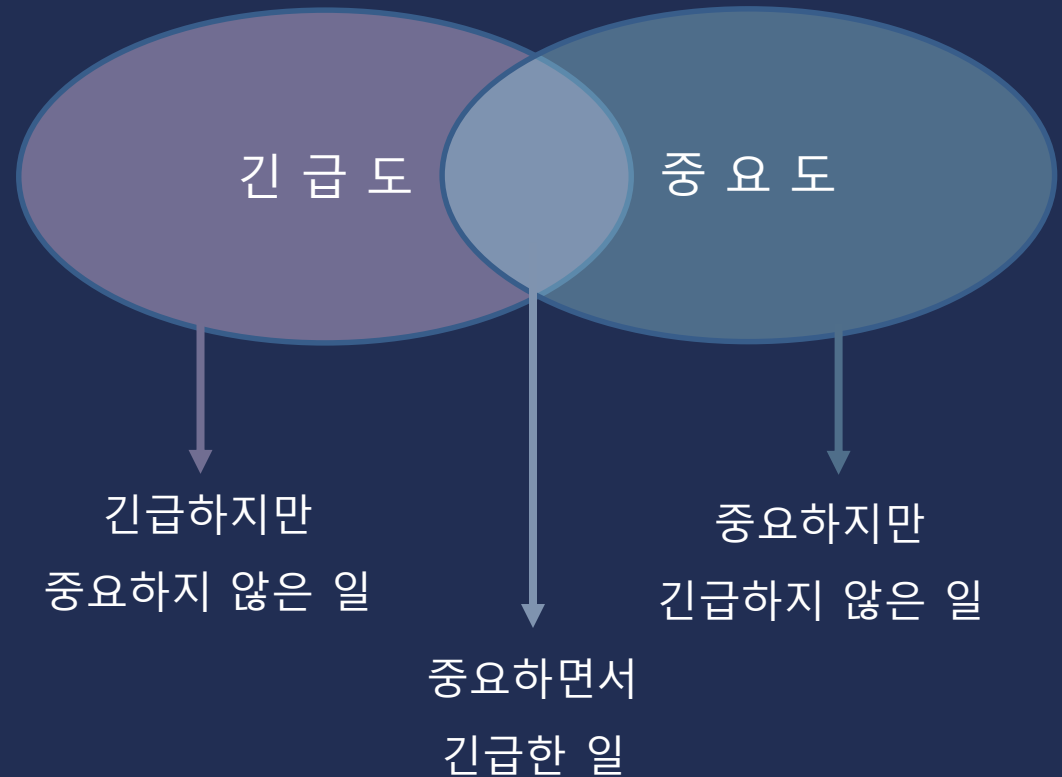 긴 급 도
중 요 도
긴급하지만
중요하지 않은 일
중요하지만
긴급하지 않은 일
중요하면서
긴급한 일